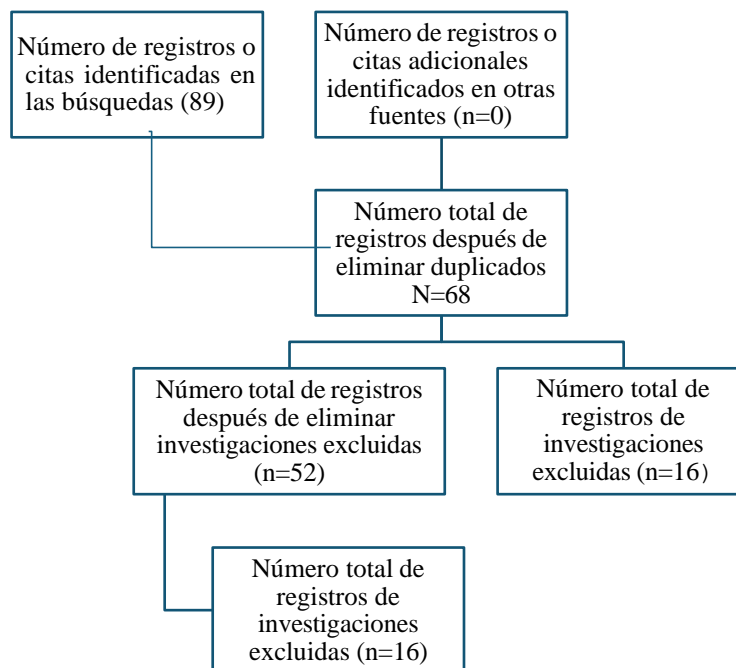 Número de registros o
citas identificadas en
las búsquedas (89)
Número de registros o
citas adicionales
identificados en otras
fuentes (n=0)
Número total de
registros después de
eliminar duplicados
N=68
Número total de registros
después de eliminar
investigaciones excluidas
(n=52)
Número total de
registros de
investigaciones
excluidas (n=16)
Número total de
registros de
investigaciones
excluidas (n=16)